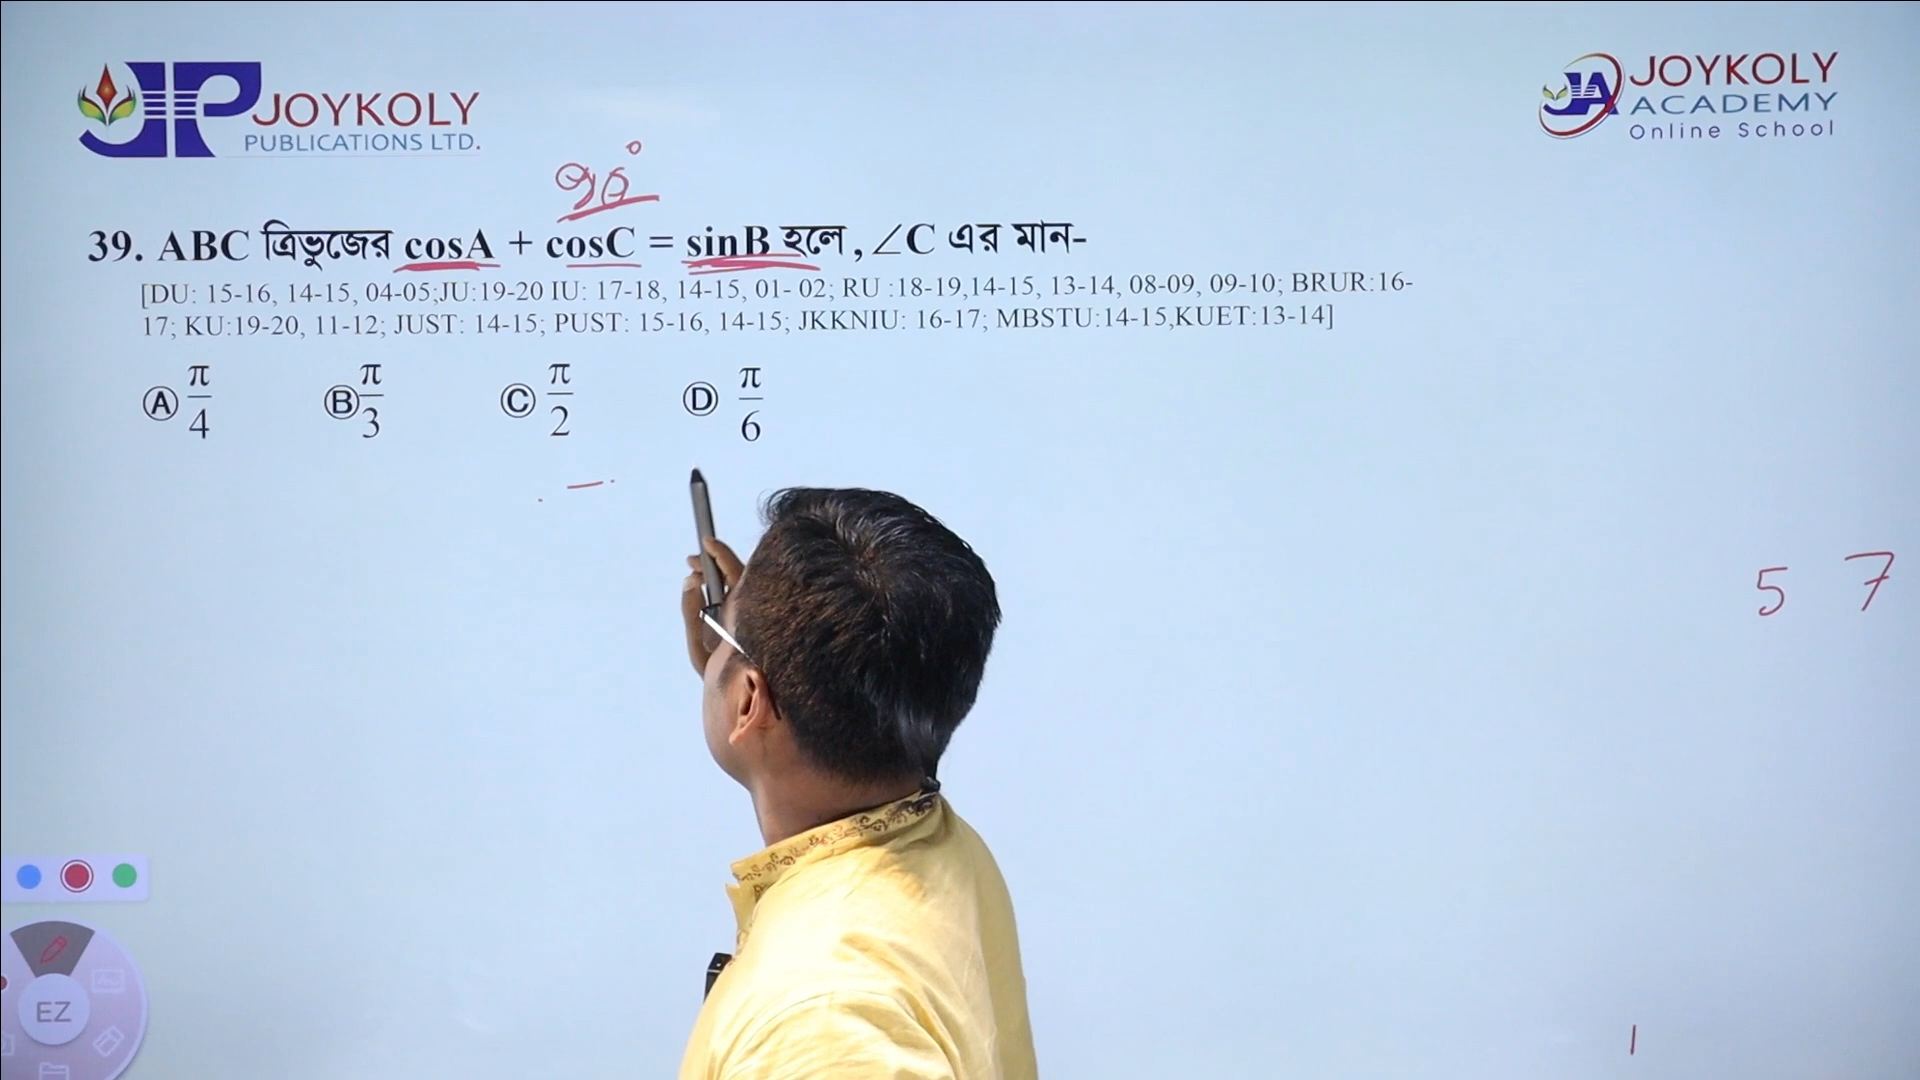 JP JOYKOLY
PUBLICATIONS LTD.
JA JOYKOLY
ACADEMY
Online School
৯০°
39. ABC ত্রিভুজের cosA + cosC = sinB হলে, ∠C এর মান-
[DU: 15-16, 14-15, 04-05;JU:19-20 IU: 17-18, 14-15, 01- 02; RU :18-19,14-15, 13-14, 08-09, 09-10; BRUR:16-
17; KU:19-20, 11-12; JUST: 14-15; PUST: 15-16, 14-15; JKKNIU: 16-17; MBSTU:14-15,KUET:13-14]
Ⓐ π/4 Ⓑ π/3 Ⓒ π/2 Ⓓ π/6
5 7
EZ